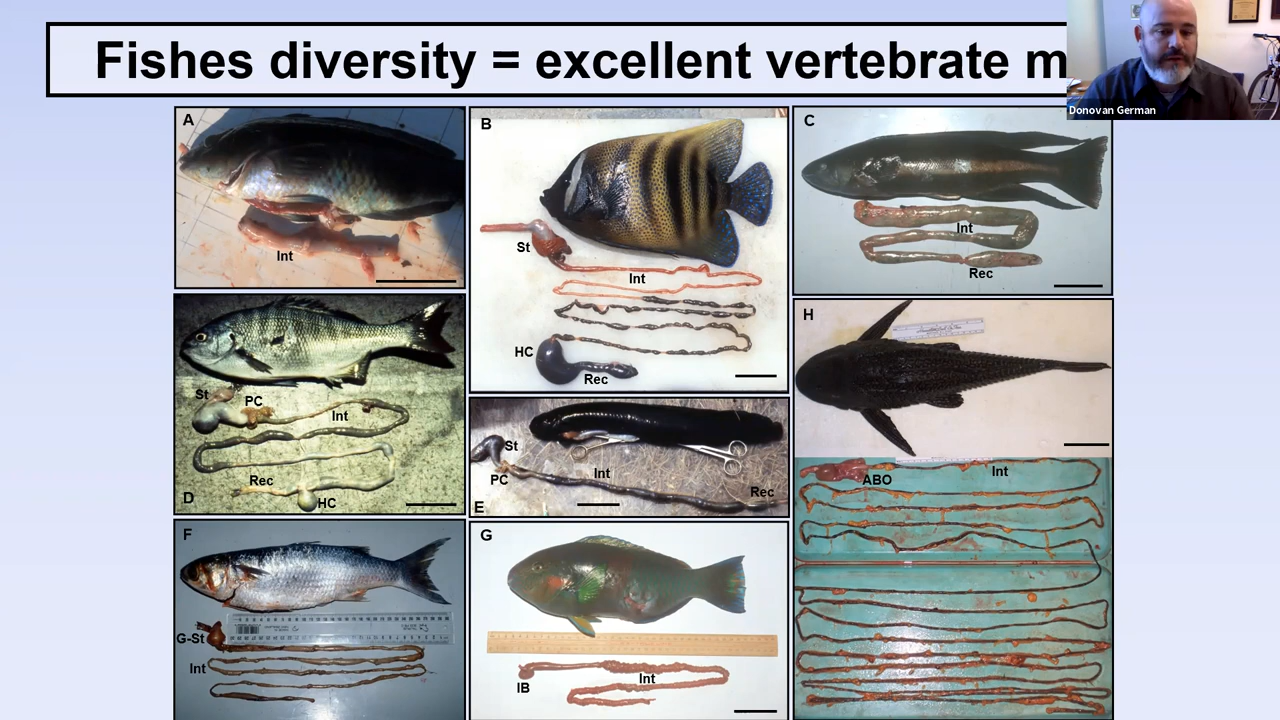 Fishes diversity = excellent vertebrate m
Donovan German
A
Int
B
St
Int
HC
Rec
C
Int
Rec
D
St
PC
Int
Rec
HC
E
St
PC
Int
Rec
F
G-St
Int
G
IB
Int
H
ABO
Int